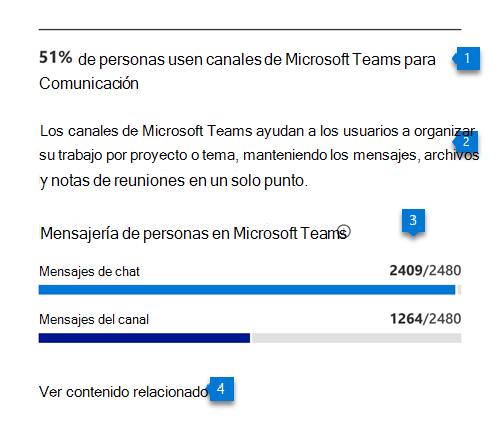 51% de personas usen canales de Microsoft Teams para
1
Comunicación
Los canales de Microsoft Teams ayudan a los usuarios a organizar
su trabajo por proyecto o tema, manteniendo los mensajes, archivos
2
y notas de reuniones en un solo punto.
3
Mensajería de personas en Microsoft Teams
Mensajes de chat 2409/2480
Mensajes del canal 1264/2480
Ver contenido relacionado 4